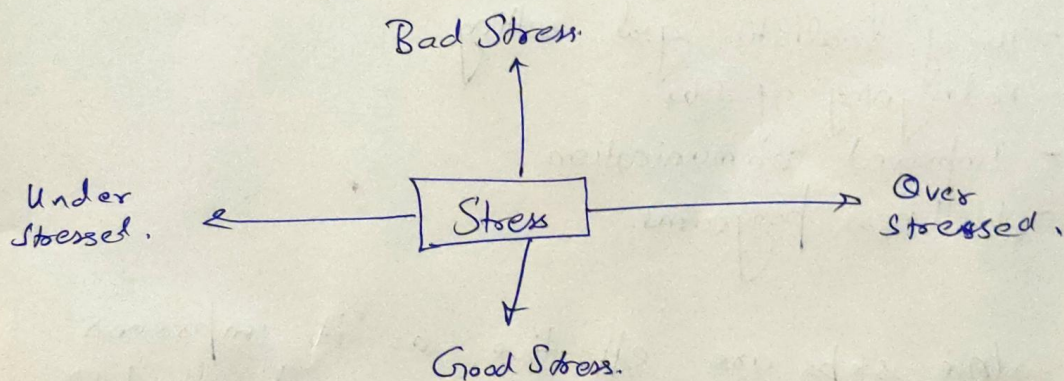 Bad Stress.
Under
Stressed.
Stress
Over
Stressed.
Good Stress.